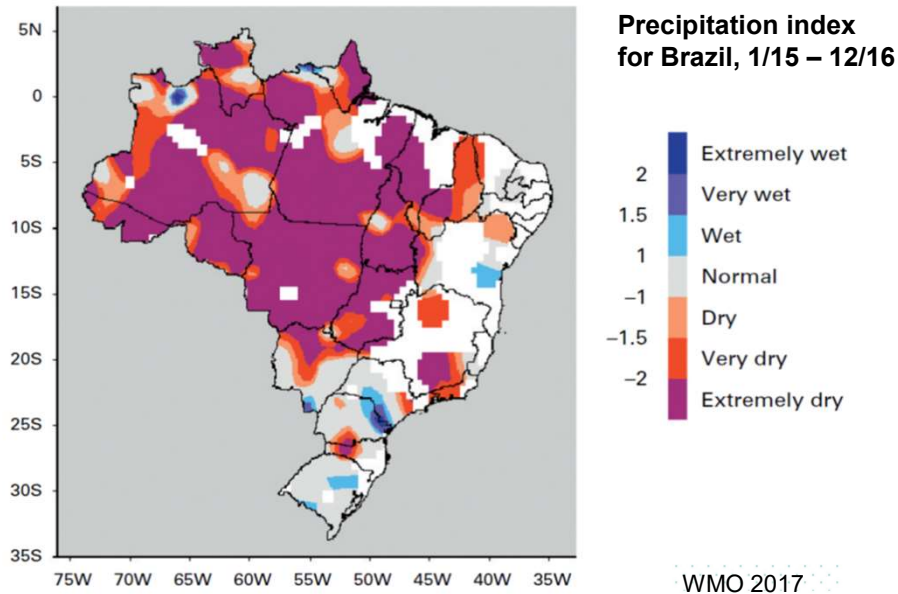 Precipitation index
for Brazil, 1/15 – 12/16
5N
0
5S
10S
15S
20S
25S
30S
35S
75W 70W 65W 60W 55W 50W 45W 40W 35W
Extremely wet
2
Very wet
1.5
Wet
1
Normal
−1
Dry
−1.5
Very dry
−2
Extremely dry
WMO 2017